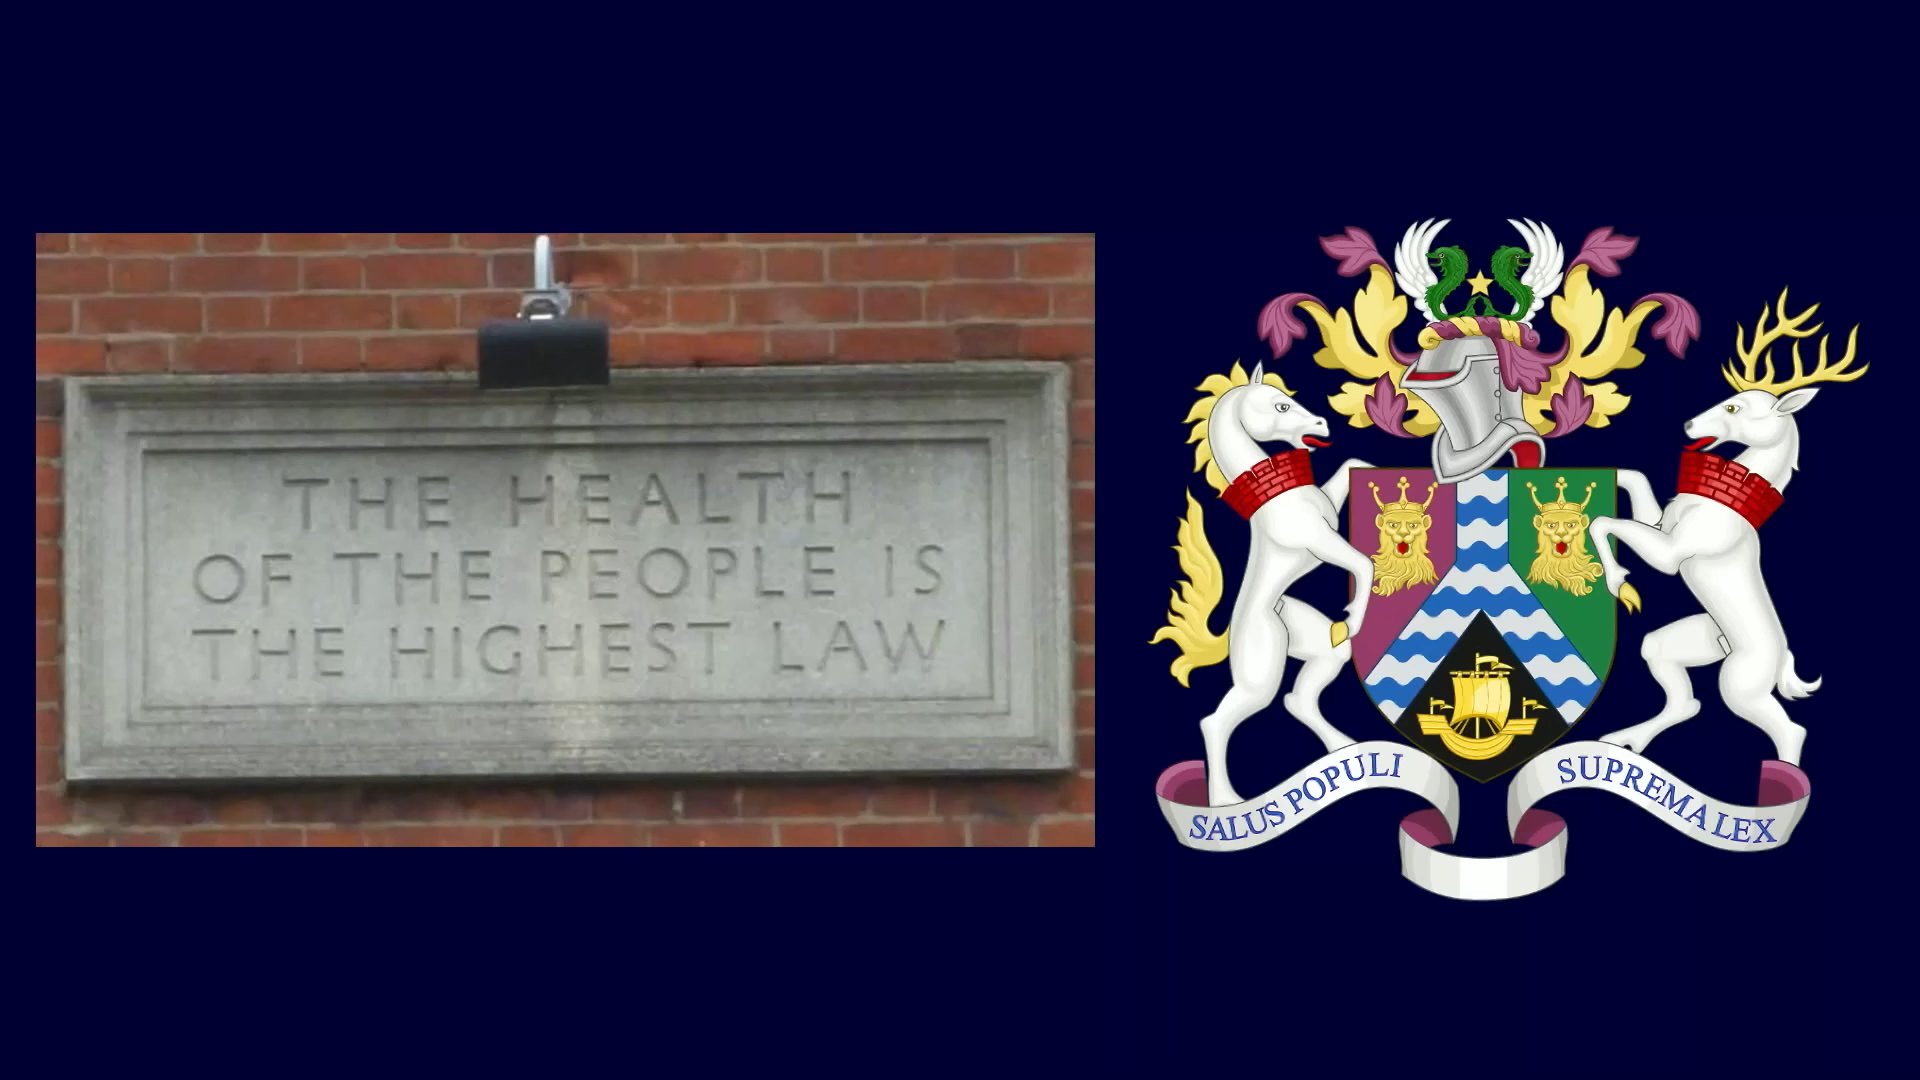 THE HEALTH
OF THE PEOPLE IS
THE HIGHEST LAW
SALUS POPULI
SUPREMA LEX